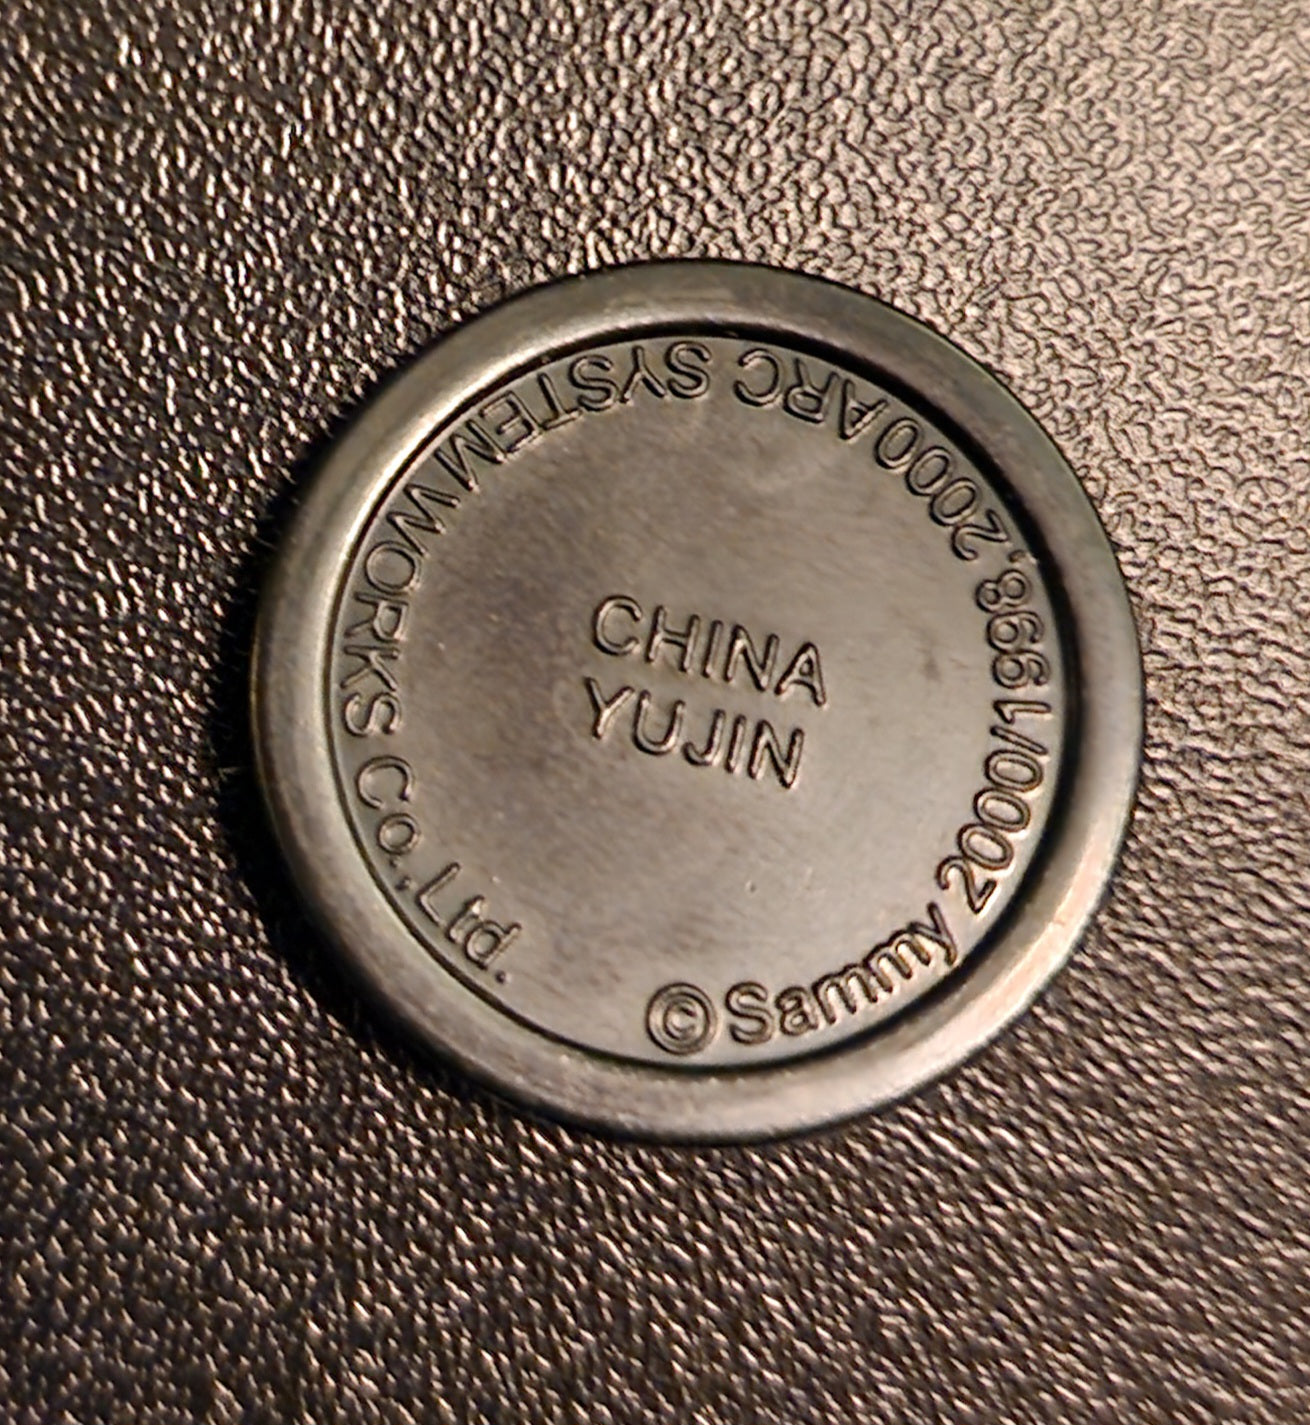 CHINA
YUJIN
©Sammy 2000/1998,2000 ARC SYSTEM WORKS Co.,Ltd.